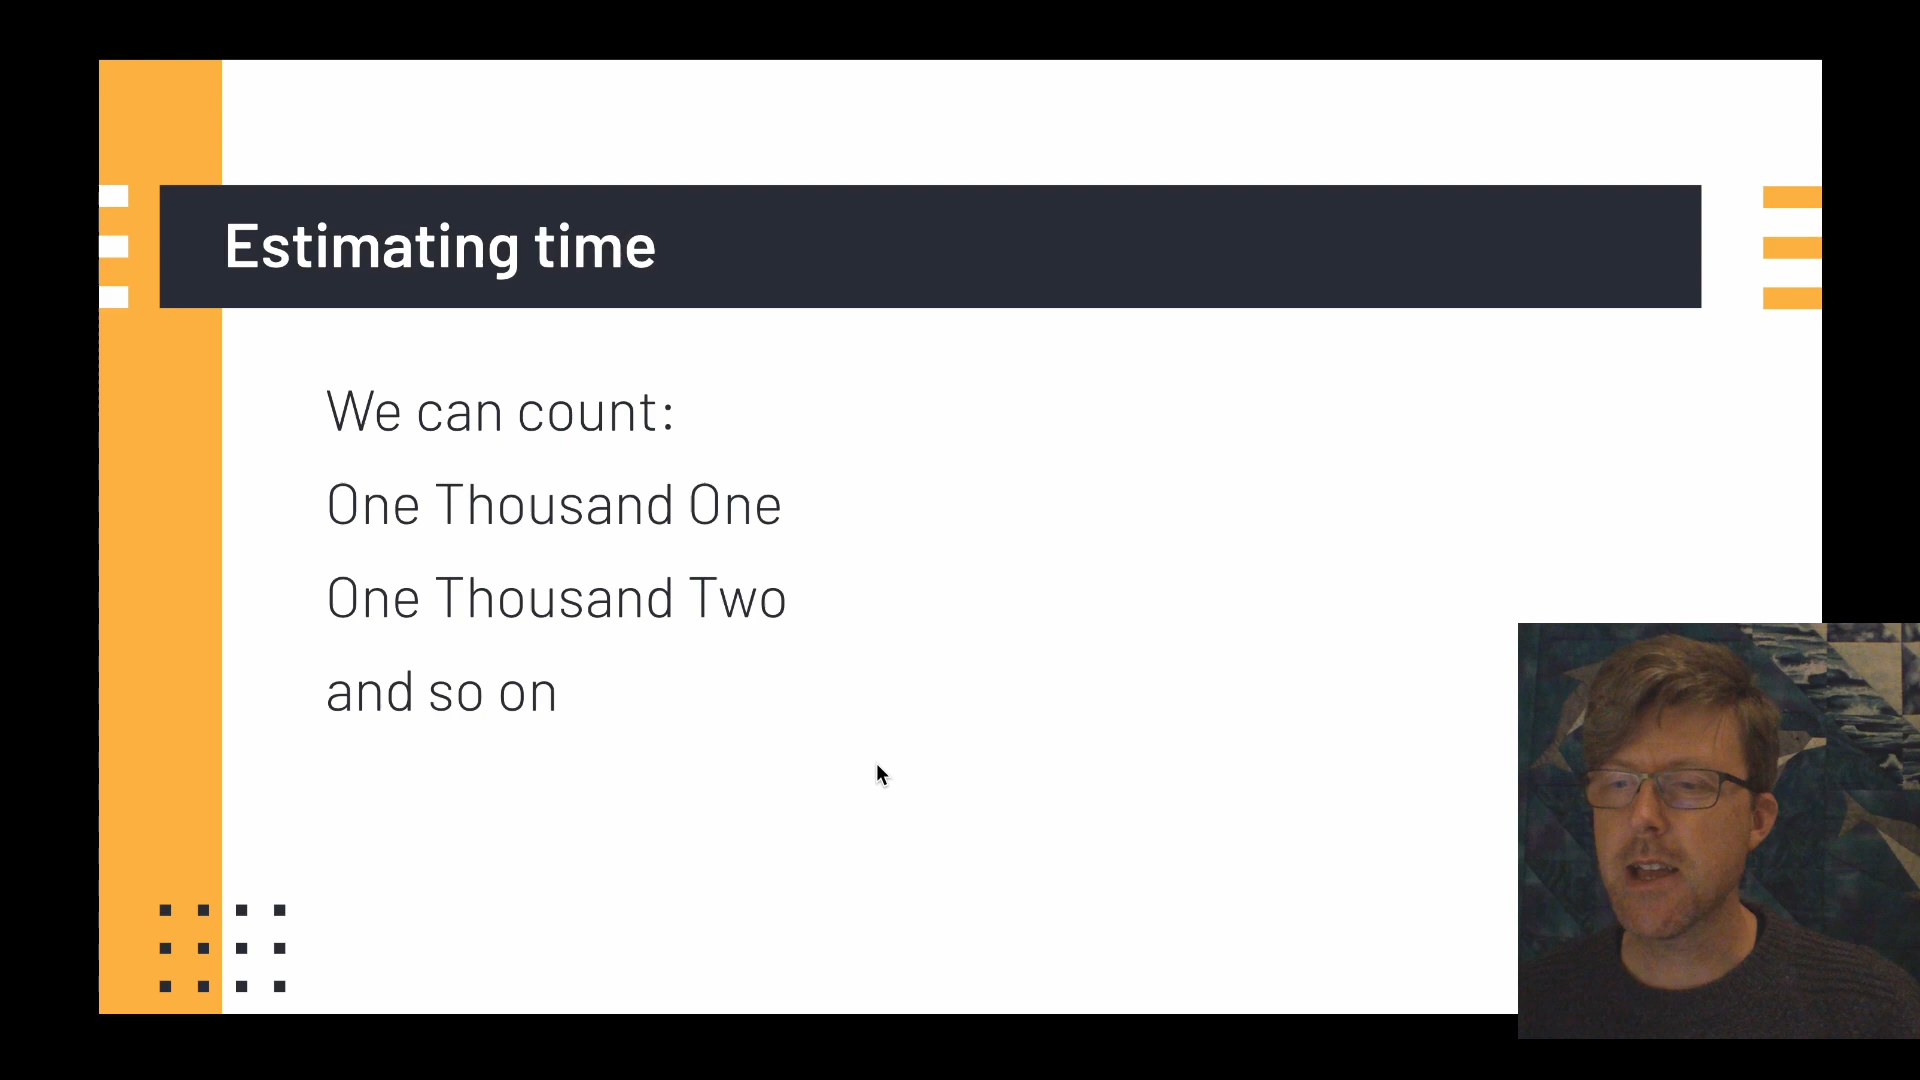 Estimating time
We can count:
One Thousand One
One Thousand Two
and so on